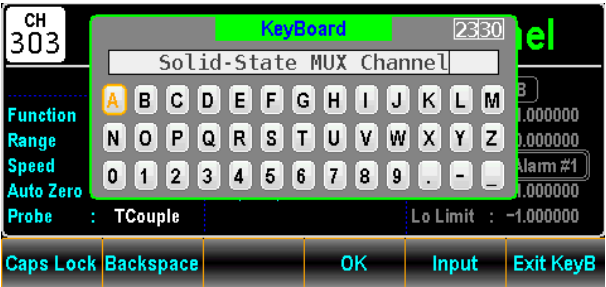 CH
303
KeyBoard
2330
nel
Solid-State MUX Channel
A B C D E F G H I J K L M
N O P Q R S T U V W X Y Z
0 1 2 3 4 5 6 7 8 9 . - _
B
Function
1.000000
Range
0.000000
Speed
Alarm #1
Auto Zero
1.000000
Probe : TCouple
Lo Limit : -1.000000
Caps Lock Backspace OK Input Exit KeyB